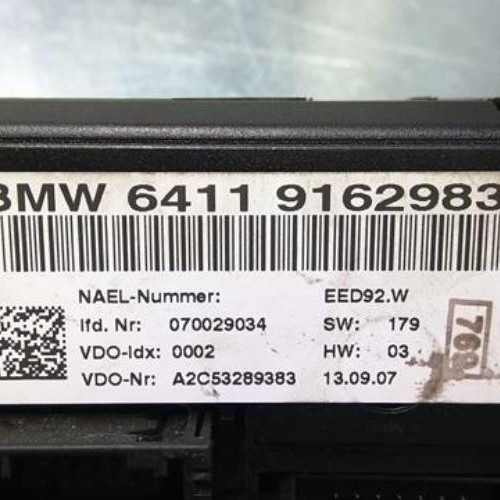 BMW 6411 9162983
NAEL-Nummer: EED92.W
lfd. Nr: 070029034 SW: 179
VDO-Idx: 0002 HW: 03
VDO-Nr: A2C53289383 13.09.07